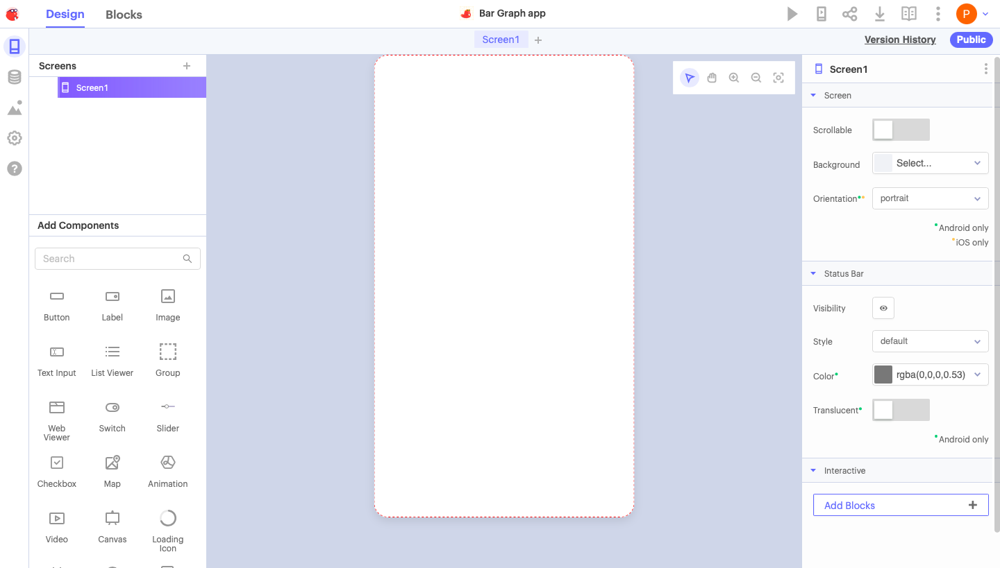 Design
Blocks
Bar Graph app
P
Screen1 +
Version History
Public
Screens
Screen1
Add Components
Search
Button
Label
Image
Text Input
List Viewer
Group
Web
Viewer
Switch
Slider
Checkbox
Map
Animation
Video
Canvas
Loading
Icon
Screen1
Screen
Scrollable
Background
Select...
Orientation
portrait
Android only
iOS only
Status Bar
Visibility
Style
default
Color
rgba(0,0,0,0.53)
Translucent
Android only
Interactive
Add Blocks